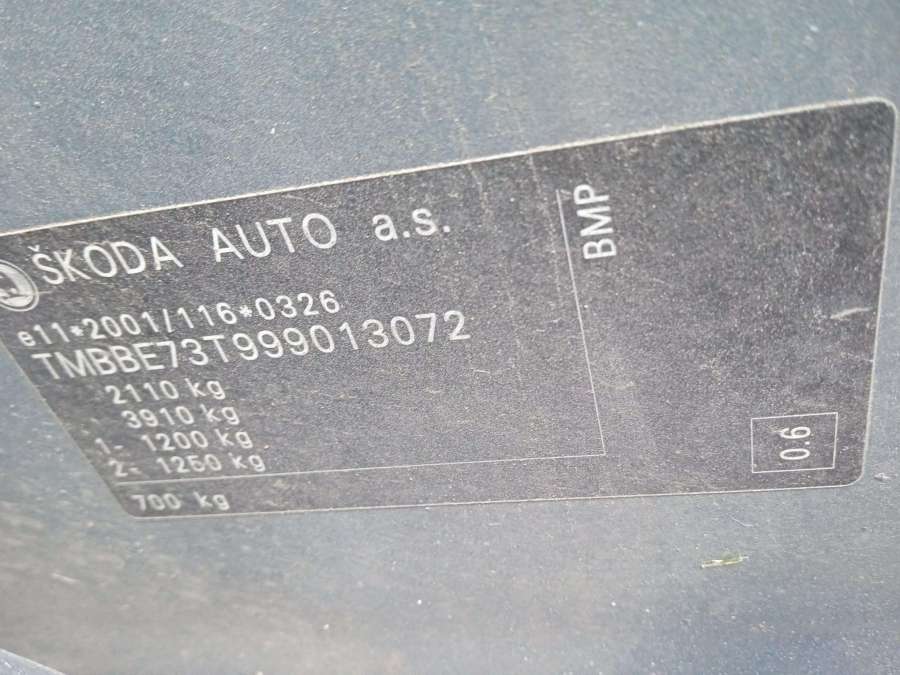 ŠKODA AUTO a.s.
e11*2001/116*0326
TMBBE73T999013072
2110 kg
3910 kg
1- 1200 kg
2- 1250 kg
700 kg
BMP
0.6